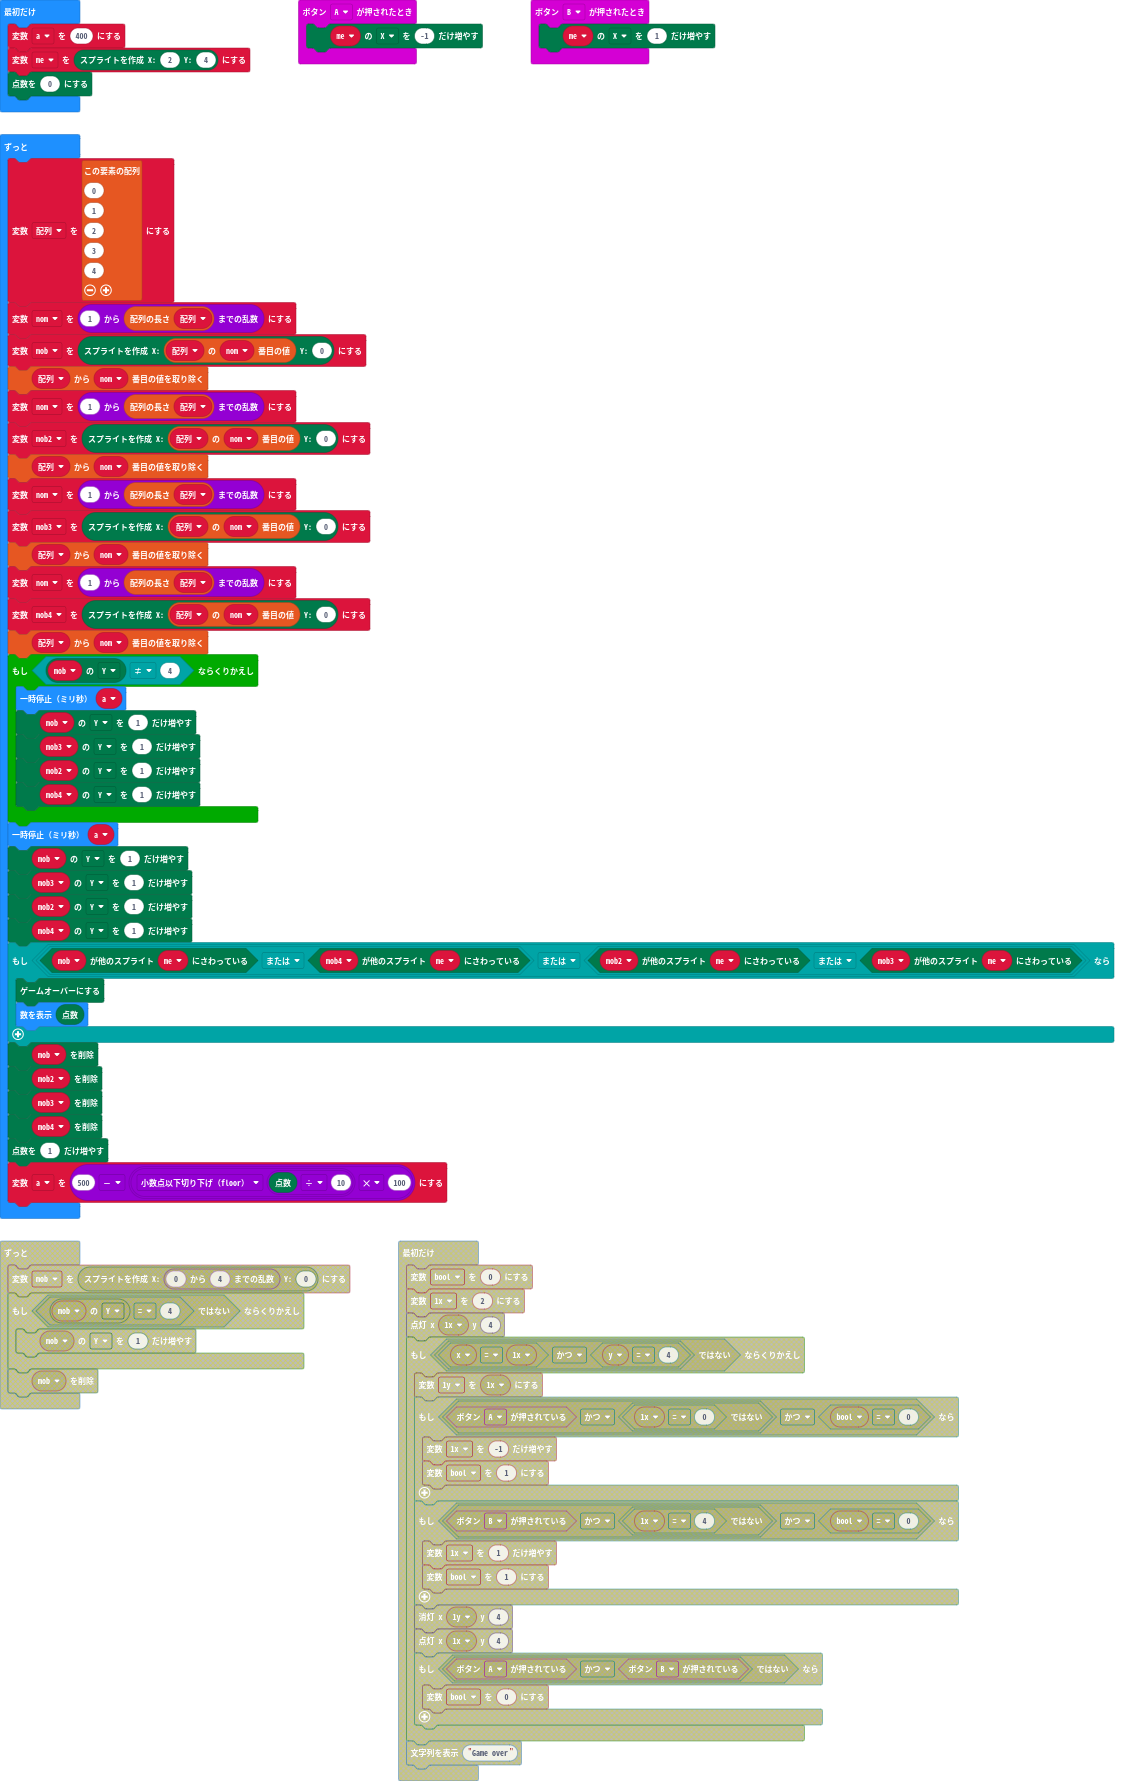 最初だけ
変数 a を 400 にする
変数 me を スプライトを作成 X: 2 Y: 4 にする
点数を 0 にする
ボタン A が押されたとき
me の X を -1 だけ増やす
ボタン B が押されたとき
me の X を 1 だけ増やす
ずっと
変数 配列 を この要素の配列 にする
0
1
2
3
4
変数 nom を 1 から 配列の長さ 配列 までの乱数 にする
変数 mob を スプライトを作成 X: 配列 の nom 番目の値 Y: 0 にする
配列 から nom 番目の値を取り除く
変数 nom を 1 から 配列の長さ 配列 までの乱数 にする
変数 mob2 を スプライトを作成 X: 配列 の nom 番目の値 Y: 0 にする
配列 から nom 番目の値を取り除く
変数 nom を 1 から 配列の長さ 配列 までの乱数 にする
変数 mob3 を スプライトを作成 X: 配列 の nom 番目の値 Y: 0 にする
配列 から nom 番目の値を取り除く
変数 nom を 1 から 配列の長さ 配列 までの乱数 にする
変数 mob4 を スプライトを作成 X: 配列 の nom 番目の値 Y: 0 にする
配列 から nom 番目の値を取り除く
もし mob の Y ≠ 4 ならくりかえし
一時停止（ミリ秒） a
mob の Y を 1 だけ増やす
mob3 の Y を 1 だけ増やす
mob2 の Y を 1 だけ増やす
mob4 の Y を 1 だけ増やす
一時停止（ミリ秒） a
mob の Y を 1 だけ増やす
mob3 の Y を 1 だけ増やす
mob2 の Y を 1 だけ増やす
mob4 の Y を 1 だけ増やす
もし mob が他のスプライト me にさわっている または mob4 が他のスプライト me にさわっている または mob2 が他のスプライト me にさわっている または mob3 が他のスプライト me にさわっている なら
ゲームオーバーにする
数を表示 点数
mob を削除
mob2 を削除
mob3 を削除
mob4 を削除
点数を 1 だけ増やす
変数 a を 500 － 小数点以下切り下げ（floor） 点数 ÷ 10 × 100 にする
ずっと
変数 mob を スプライトを作成 X: 0 から 4 までの乱数 Y: 0 にする
もし mob の Y = 4 ではない ならくりかえし
mob の Y を 1 だけ増やす
mob を削除
最初だけ
変数 bool を 0 にする
変数 lx を 2 にする
点灯 x lx y 4
もし x = lx かつ y = 4 ではない ならくりかえし
変数 ly を lx にする
もし ボタン A が押されている かつ lx = 0 ではない かつ bool = 0 なら
変数 lx を -1 だけ増やす
変数 bool を 1 にする
もし ボタン B が押されている かつ lx = 4 ではない かつ bool = 0 なら
変数 lx を 1 だけ増やす
変数 bool を 1 にする
消灯 x ly y 4
点灯 x lx y 4
もし ボタン A が押されている かつ ボタン B が押されている ではない なら
変数 bool を 0 にする
文字列を表示 "Game over"